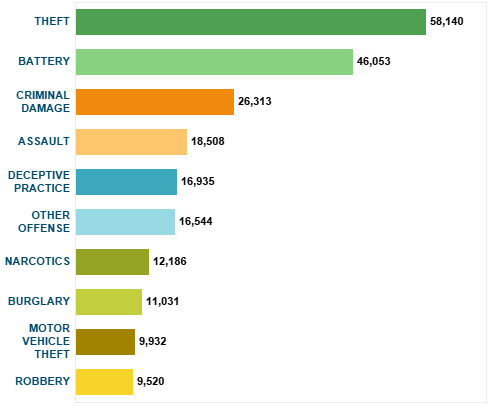 THEFT 58,140
BATTERY 46,053
CRIMINAL
DAMAGE 26,313
ASSAULT 18,508
DECEPTIVE
PRACTICE 16,935
OTHER
OFFENSE 16,544
NARCOTICS 12,186
BURGLARY 11,031
MOTOR
VEHICLE 9,932
THEFT
ROBBERY 9,520